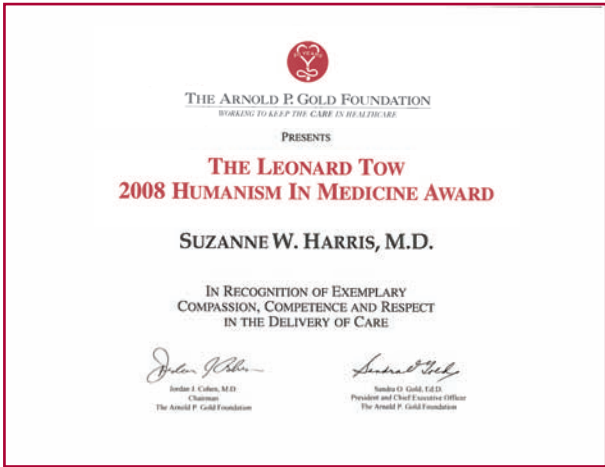 THE ARNOLD P. GOLD FOUNDATION
WORKING TO KEEP THE CARE IN HEALTHCARE
PRESENTS
THE LEONARD TOW
2008 HUMANISM IN MEDICINE AWARD
SUZANNE W. HARRIS, M.D.
IN RECOGNITION OF EXEMPLARY
COMPASSION, COMPETENCE AND RESPECT
IN THE DELIVERY OF CARE
Jordan J. Cohen, M.D.
Chairman
The Arnold P. Gold Foundation
Sandra O. Gold, Ed.D.
President and Chief Executive Officer
The Arnold P. Gold Foundation